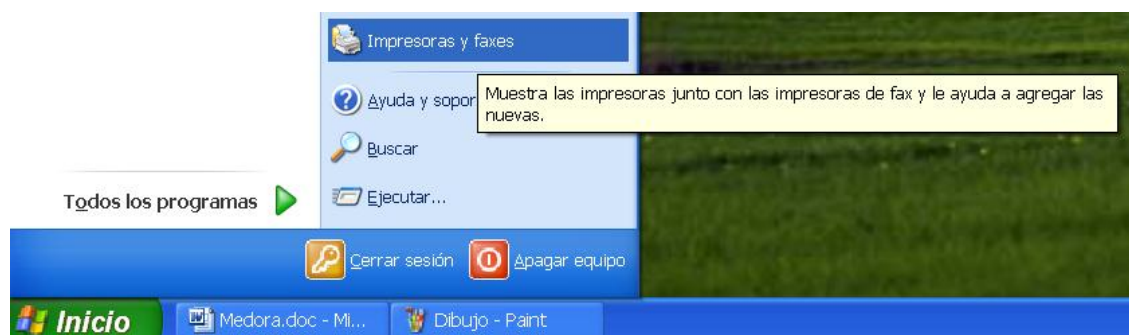 Impresoras y faxes
Ayuda y sopor
Muestra las impresoras junto con las impresoras de fax y le ayuda a agregar las
nuevas.
Buscar
Ejecutar...
Todos los programas
Cerrar sesión
Apagar equipo
Inicio
Medora.doc - Mi...
Dibujo - Paint